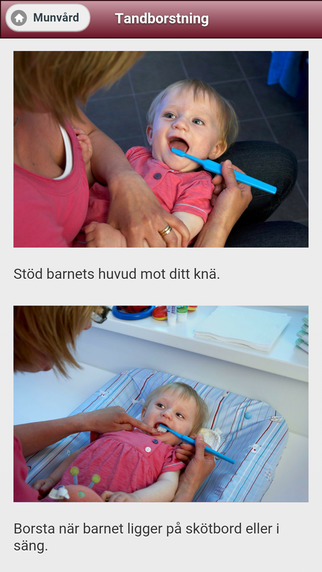 Munvård
Tandborstning
Stöd barnets huvud mot ditt knä.
Borsta när barnet ligger på skötbord eller i
säng.